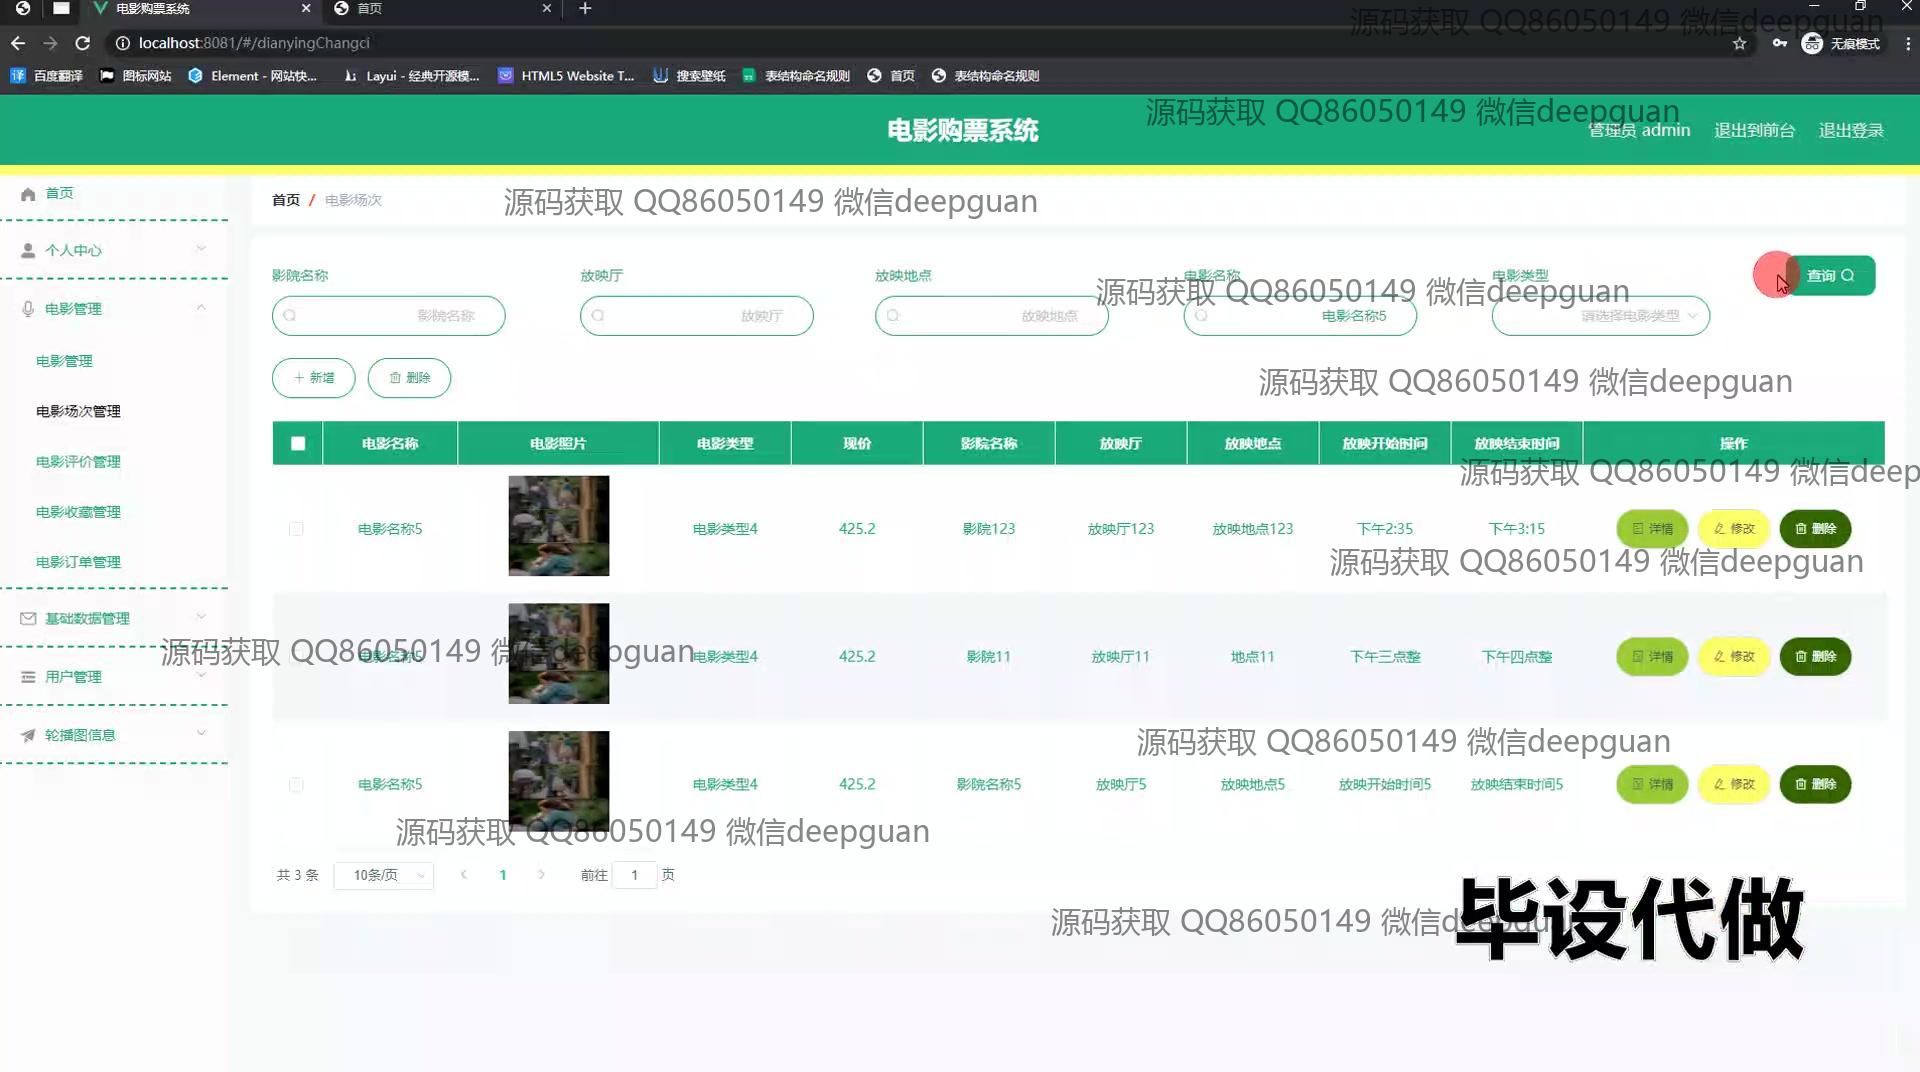 电影购票系统
首页
localhost:8081/#/dianyingChangci
无痕模式
百度翻译
图标网站
Element - 网站快...
Layui - 经典开源模...
HTML5 Website T...
搜索壁纸
表结构命名规则
首页
表结构命名规则
源码获取 QQ86050149 微信deepguan
电影购票系统
源码获取 QQ86050149 微信deepguan
管理员 admin
退出到前台
退出登录
首页
个人中心
电影管理
电影管理
电影场次管理
电影评价管理
电影收藏管理
电影订单管理
基础数据管理
用户管理
轮播图信息
首页 / 电影场次
源码获取 QQ86050149 微信deepguan
影院名称 放映厅 放映地点 电影名称 电影类型
查询
源码获取 QQ86050149 微信deepguan
影院名称 放映厅 放映地点 电影名称5 请选择电影类型
+ 新增 删除
源码获取 QQ86050149 微信deepguan
电影名称 电影照片 电影类型 现价 影院名称 放映厅 放映地点 放映开始时间 放映结束时间 操作
源码获取 QQ86050149 微信deep
电影名称5 电影类型4 425.2 影院123 放映厅123 放映地点123 下午2:35 下午3:15 详情 修改 删除
源码获取 QQ86050149 微信deepguan
源码获取 QQ86050149 微信deepguan
电影名称5 电影类型4 425.2 影院11 放映厅11 地点11 下午三点整 下午四点整 详情 修改 删除
源码获取 QQ86050149 微信deepguan
电影名称5 电影类型4 425.2 影院名称5 放映厅5 放映地点5 放映开始时间5 放映结束时间5 详情 修改 删除
源码获取 QQ86050149 微信deepguan
共 3 条 10条/页 1 前往 1 页
源码获取 QQ86050149 微信deepguan
毕设代做